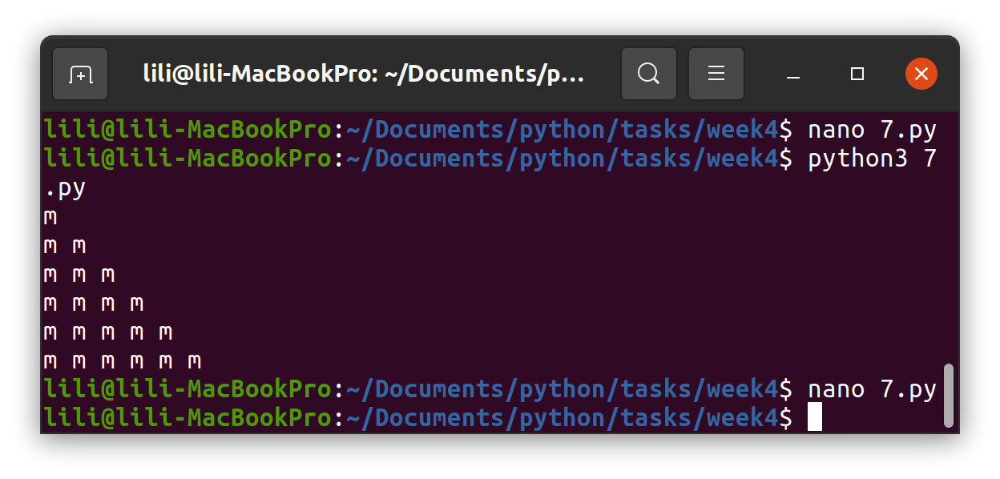 lili@lili-MacBookPro: ~/Documents/p...
lili@lili-MacBookPro:~/Documents/python/tasks/week4$ nano 7.py
lili@lili-MacBookPro:~/Documents/python/tasks/week4$ python3 7
.py
m
m m
m m m
m m m m
m m m m m
m m m m m m
lili@lili-MacBookPro:~/Documents/python/tasks/week4$ nano 7.py
lili@lili-MacBookPro:~/Documents/python/tasks/week4$